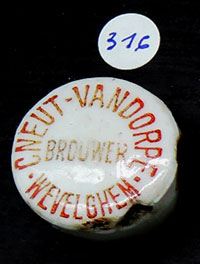 316
CNEUT-VANDORPE
BROUWER
·WEVELGHEM·